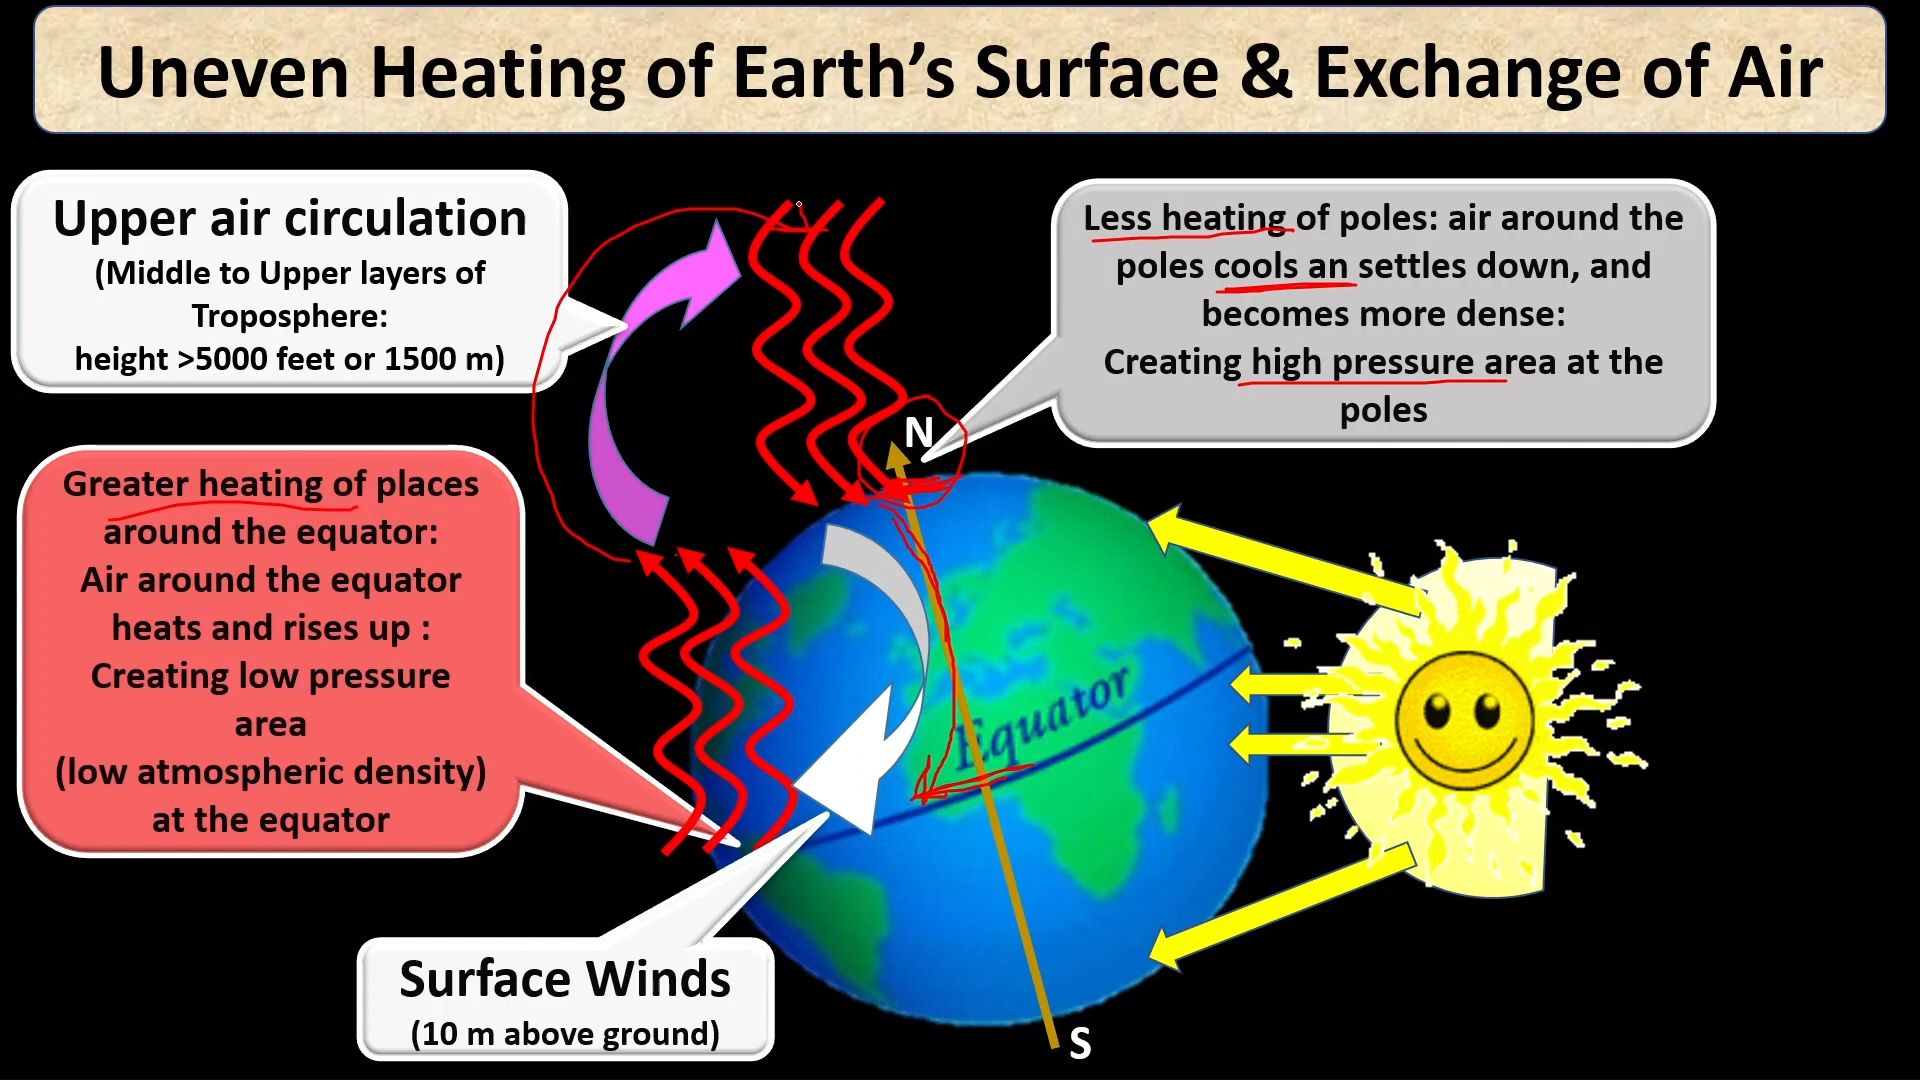 Uneven Heating of Earth’s Surface & Exchange of Air
Upper air circulation
(Middle to Upper layers of
Troposphere:
height >5000 feet or 1500 m)
Less heating of poles: air around the
poles cools an settles down, and
becomes more dense:
Creating high pressure area at the
poles
N
Greater heating of places
around the equator:
Air around the equator
heats and rises up :
Creating low pressure
area
(low atmospheric density)
at the equator
Equator
Surface Winds
(10 m above ground)
S